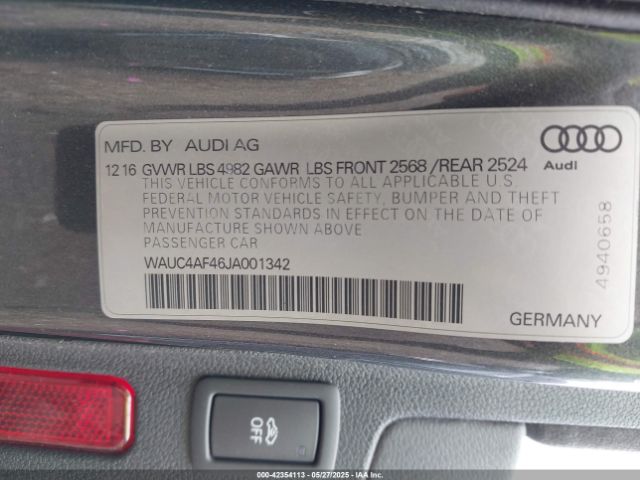 MFD. BY AUDI AG
Audi
12 16 GVWR LBS 4982 GAWR LBS FRONT 2568 /REAR 2524
THIS VEHICLE CONFORMS TO ALL APPLICABLE U.S
FEDERAL MOTOR VEHICLE SAFETY, BUMPER AND THEFT
PREVENTION STANDARDS IN EFFECT ON THE DATE OF
MANUFACTURE SHOWN ABOVE
PASSENGER CAR
WAUC4AF46JA001342
4940658
GERMANY
OFF
000-42354113 - 05/27/2025 - IAAI.COM